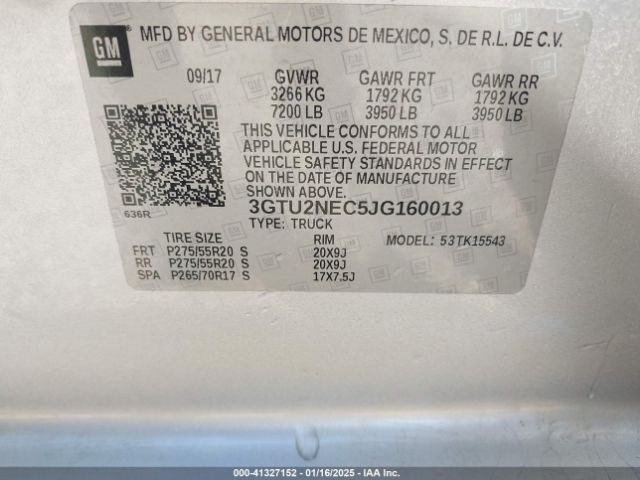 GM
MFD BY GENERAL MOTORS DE MEXICO, S. DE R.L. DE C.V.
09/17 GVWR GAWR FRT GAWR RR
3266 KG 1792 KG 1792 KG
7200 LB 3950 LB 3950 LB
THIS VEHICLE CONFORMS TO ALL
APPLICABLE U.S. FEDERAL MOTOR
VEHICLE SAFETY STANDARDS IN EFFECT
ON THE DATE OF MANUFACTURE
SHOWN ABOVE.
636R
3GTU2NEC5JG160013
TYPE: TRUCK
TIRE SIZE RIM MODEL: 53TK15543
FRT P275/55R20 S 20X9J
RR P275/55R20 S 20X9J
SPA P265/70R17 S 17X7.5J
000-41327152 - 01/16/2025 - IAA Inc.